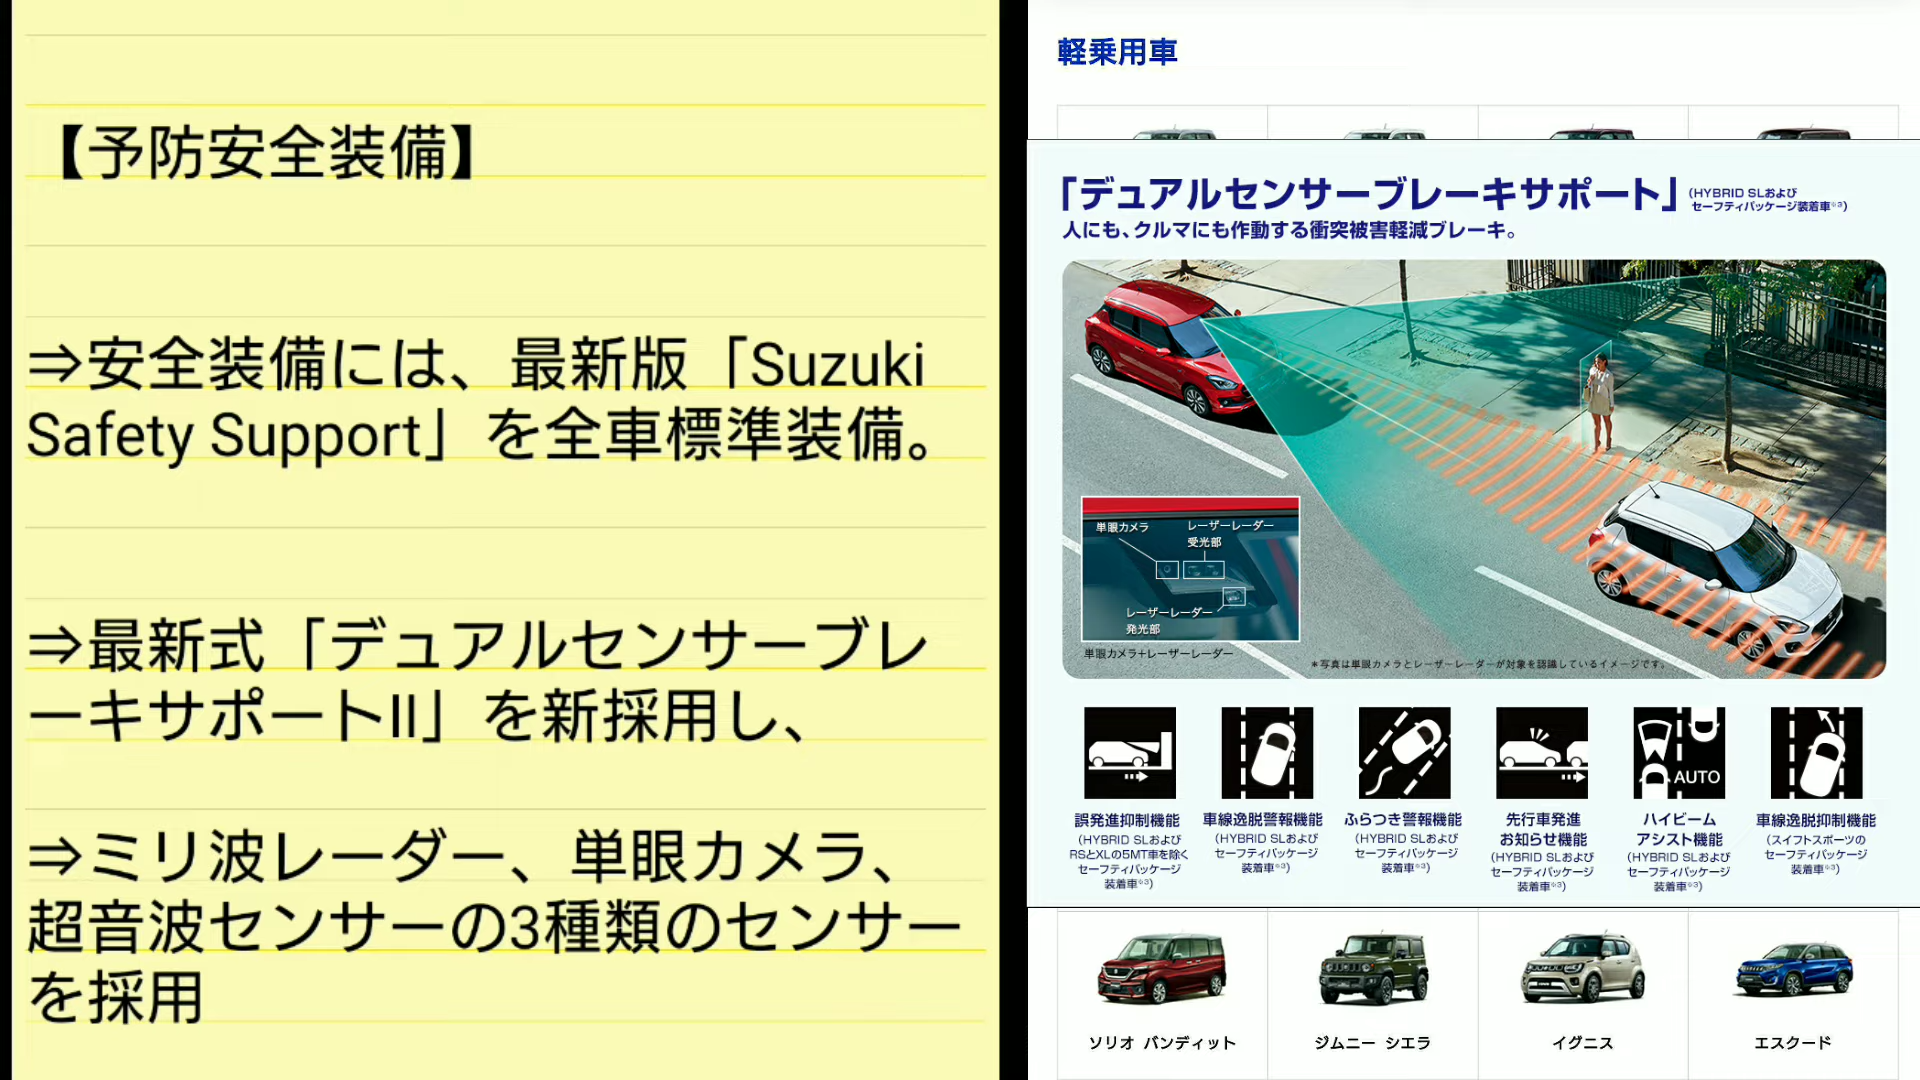 【予防安全装備】
⇒安全装備には、最新版「Suzuki
Safety Support」を全車標準装備。
⇒最新式「デュアルセンサーブレ
ーキサポートII」を新採用し、
⇒ミリ波レーダー、単眼カメラ、
超音波センサーの3種類のセンサー
を採用
軽乗用車
「デュアルセンサーブレーキサポート」
(HYBRID SLおよび
セーフティパッケージ装着車※3)
人にも、クルマにも作動する衝突被害軽減ブレーキ。
単眼カメラ
レーザーレーダー
受光部
レーザーレーダー
発光部
単眼カメラ+レーザーレーダー
＊写真は単眼カメラとレーザーレーダーが対象を認識しているイメージです。
AUTO
誤発進抑制機能
(HYBRID SLおよび
RSとXLの5MT車を除く
セーフティパッケージ
装着車※3)
車線逸脱警報機能
(HYBRID SLおよび
セーフティパッケージ
装着車※3)
ふらつき警報機能
(HYBRID SLおよび
セーフティパッケージ
装着車※3)
先行車発進
お知らせ機能
(HYBRID SLおよび
セーフティパッケージ
装着車※3)
ハイビーム
アシスト機能
(HYBRID SLおよび
セーフティパッケージ
装着車※3)
車線逸脱抑制機能
(スイフトスポーツの
セーフティパッケージ
装着車※3)
ソリオ バンディット
ジムニー シエラ
イグニス
エスクード